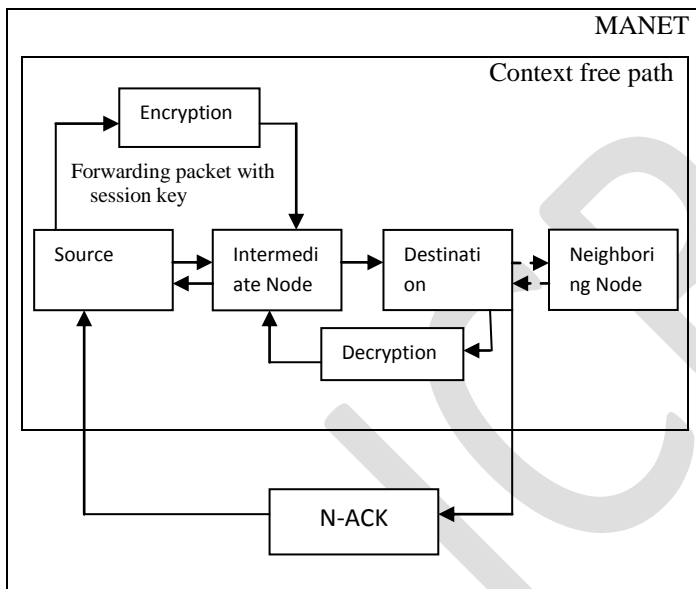 MANET
Context free path
Encryption
Forwarding packet with
session key
Source
Intermedi
ate Node
Destinati
on
Neighbori
ng Node
Decryption
N-ACK